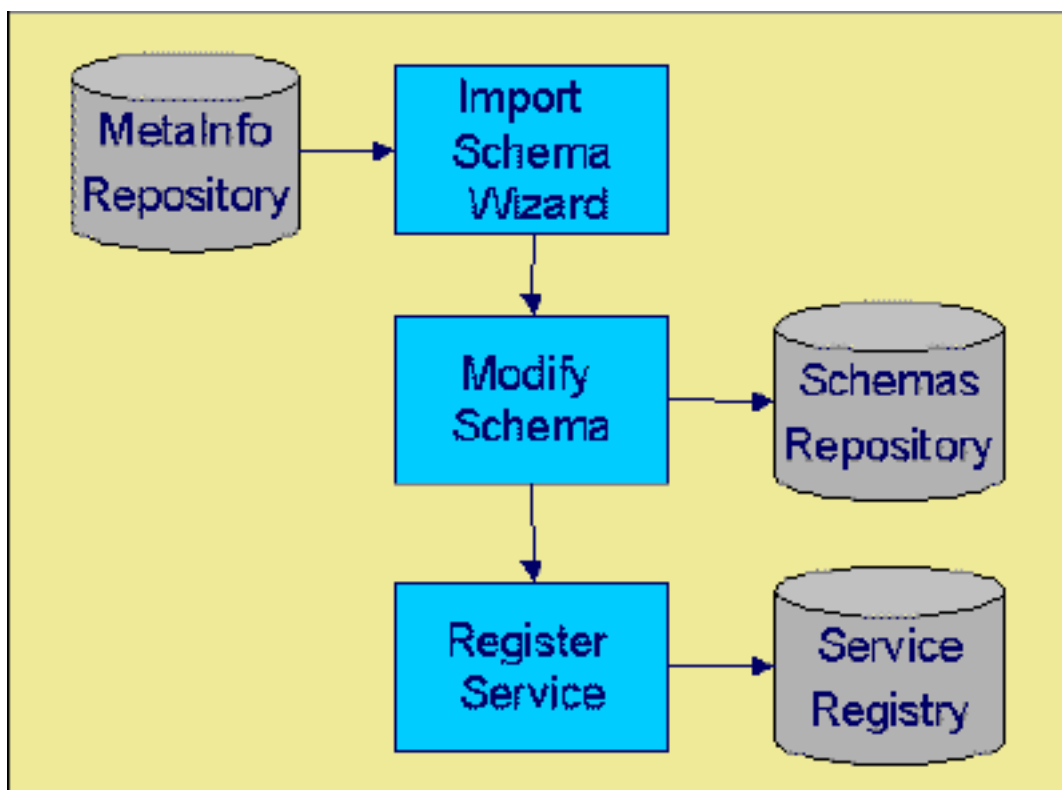 MetaInfo
Repository
Import
Schema
Wizard
Modify
Schema
Schemas
Repository
Register
Service
Service
Registry